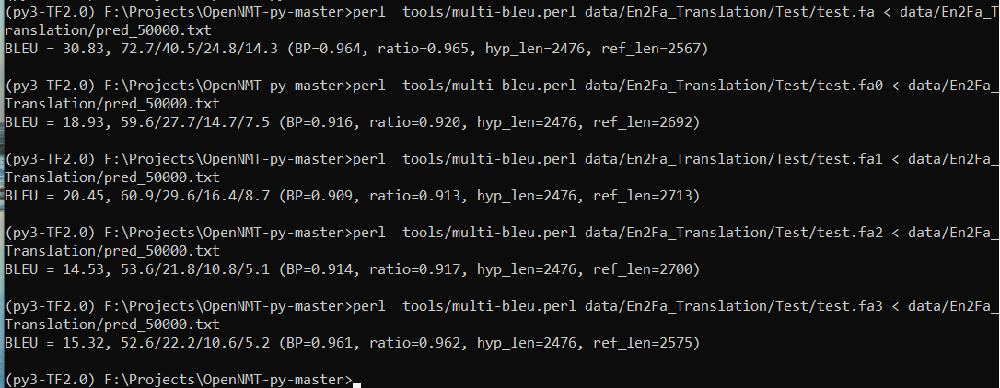 (py3-TF2.0) F:\Projects\OpenNMT-py-master>perl  tools/multi-bleu.perl data/En2Fa_Translation/Test/test.fa < data/En2Fa_T
ranslation/pred_50000.txt
BLEU = 30.83, 72.7/40.5/24.8/14.3 (BP=0.964, ratio=0.965, hyp_len=2476, ref_len=2567)
(py3-TF2.0) F:\Projects\OpenNMT-py-master>perl  tools/multi-bleu.perl data/En2Fa_Translation/Test/test.fa0 < data/En2Fa_
Translation/pred_50000.txt
BLEU = 18.93, 59.6/27.7/14.7/7.5 (BP=0.916, ratio=0.920, hyp_len=2476, ref_len=2692)
(py3-TF2.0) F:\Projects\OpenNMT-py-master>perl  tools/multi-bleu.perl data/En2Fa_Translation/Test/test.fa1 < data/En2Fa_
Translation/pred_50000.txt
BLEU = 20.45, 60.9/29.6/16.4/8.7 (BP=0.909, ratio=0.913, hyp_len=2476, ref_len=2713)
(py3-TF2.0) F:\Projects\OpenNMT-py-master>perl  tools/multi-bleu.perl data/En2Fa_Translation/Test/test.fa2 < data/En2Fa_
Translation/pred_50000.txt
BLEU = 14.53, 53.6/21.8/10.8/5.1 (BP=0.914, ratio=0.917, hyp_len=2476, ref_len=2700)
(py3-TF2.0) F:\Projects\OpenNMT-py-master>perl  tools/multi-bleu.perl data/En2Fa_Translation/Test/test.fa3 < data/En2Fa_
Translation/pred_50000.txt
BLEU = 15.32, 52.6/22.2/10.6/5.2 (BP=0.961, ratio=0.962, hyp_len=2476, ref_len=2575)
(py3-TF2.0) F:\Projects\OpenNMT-py-master>